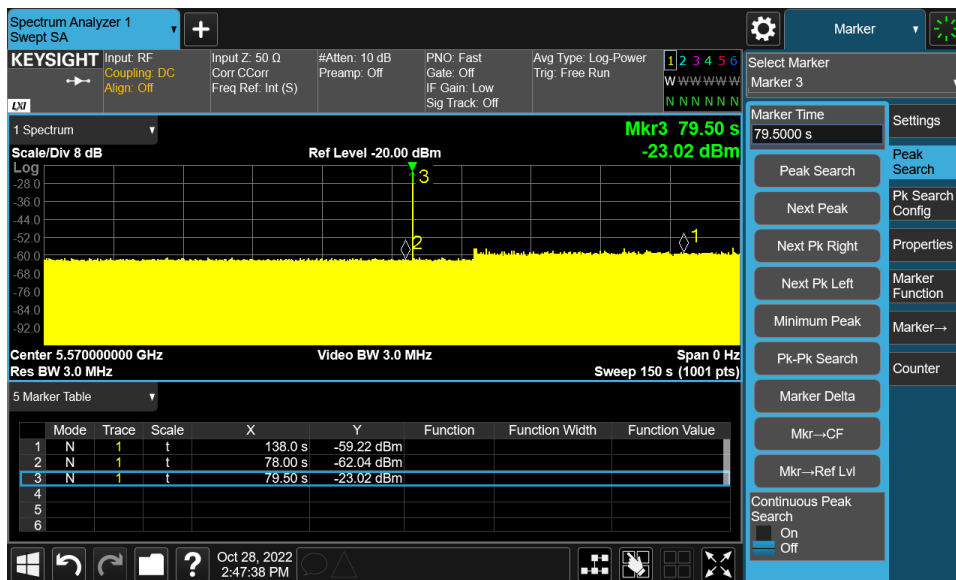 Spectrum Analyzer 1
Swept SA
+
Marker
KEYSIGHT
LXI
Input: RF
Coupling: DC
Align: Off
Input Z: 50 Ω
Corr CCorr
Freq Ref: Int (S)
#Atten: 10 dB
Preamp: Off
PNO: Fast
Gate: Off
IF Gain: Low
Sig Track: Off
Avg Type: Log-Power
Trig: Free Run
1 2 3 4 5 6
W W W W W W
N N N N N N
Select Marker
Marker 3
1 Spectrum
Mkr3 79.50 s
Scale/Div 8 dB
Ref Level -20.00 dBm
-23.02 dBm
Log
-28.0
-36.0
-44.0
-52.0
-60.0
-68.0
-76.0
-84.0
-92.0
3
2
1
Center 5.570000000 GHz
Video BW 3.0 MHz
Span 0 Hz
Res BW 3.0 MHz
Sweep 150 s (1001 pts)
5 Marker Table
Mode Trace Scale X Y Function Function Width Function Value
1 N 1 t 138.0 s -59.22 dBm
2 N 1 t 78.00 s -62.04 dBm
3 N 1 t 79.50 s -23.02 dBm
4
5
6
Marker Time
79.5000 s
Peak Search
Next Peak
Next Pk Right
Next Pk Left
Minimum Peak
Pk-Pk Search
Marker Delta
Mkr→CF
Mkr→Ref Lvl
Continuous Peak
Search
On
Off
Settings
Peak
Search
Pk Search
Config
Properties
Marker
Function
Marker→
Counter
?
Oct 28, 2022
2:47:38 PM